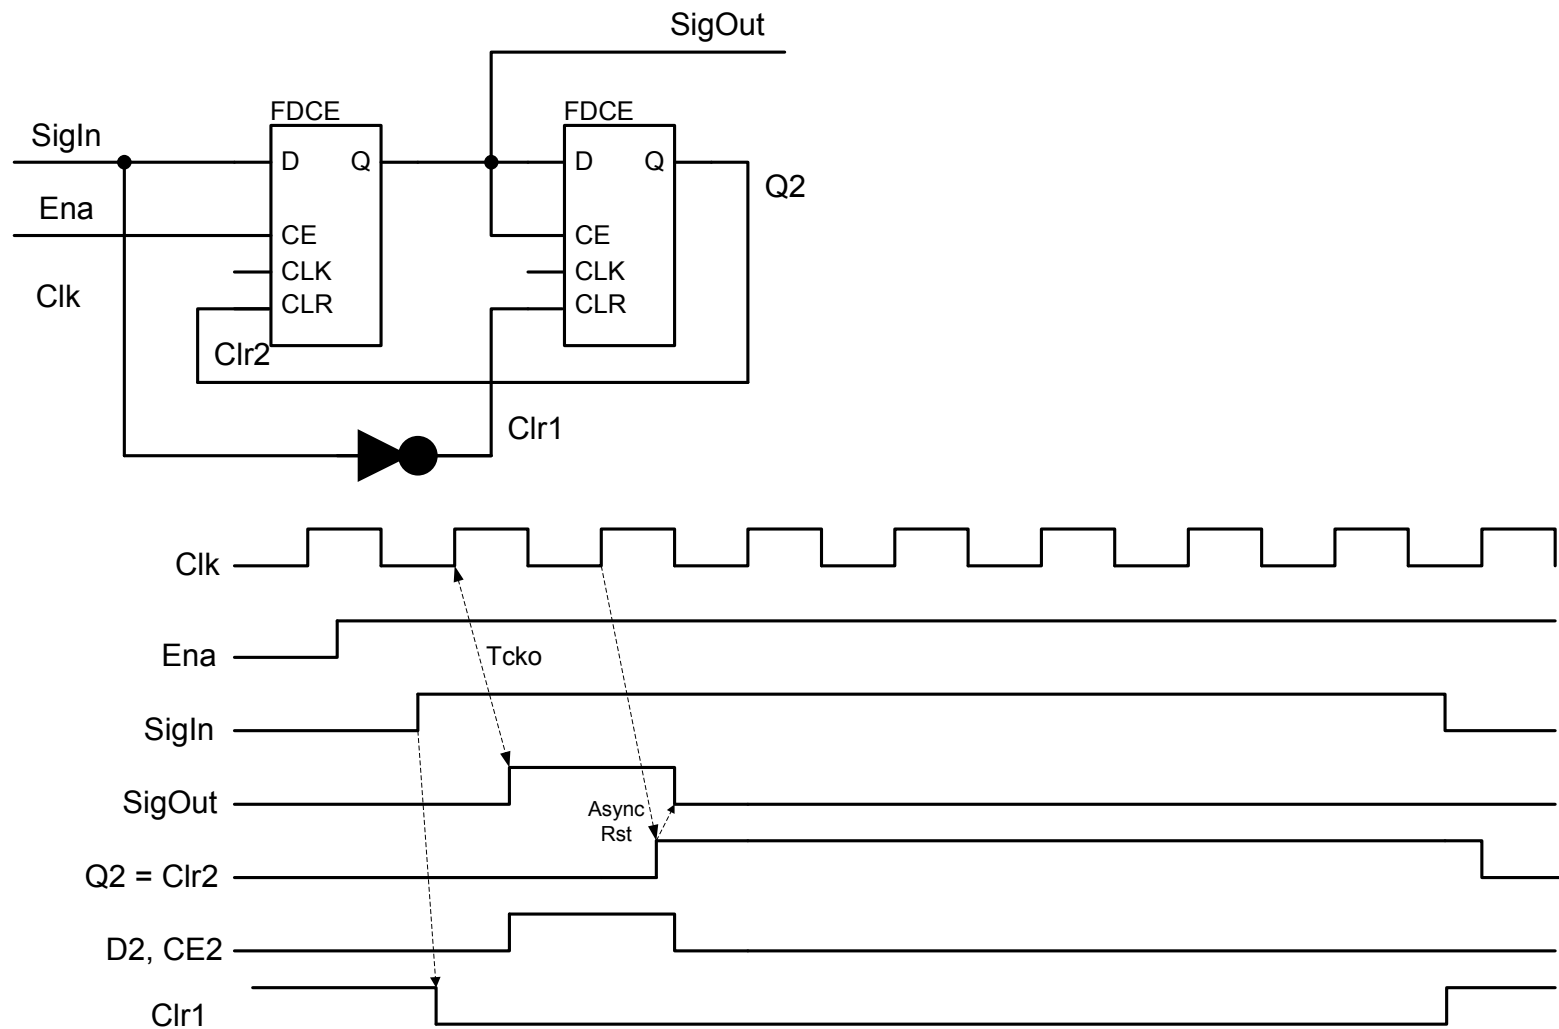 SigOut
FDCE
FDCE
SigIn
D
Q
D
Q
Q2
Ena
CE
CE
CLK
CLK
Clk
CLR
CLR
Clr2
Clr1
Clk
Ena
Tcko
SigIn
SigOut
Async
Rst
Q2 = Clr2
D2, CE2
Clr1